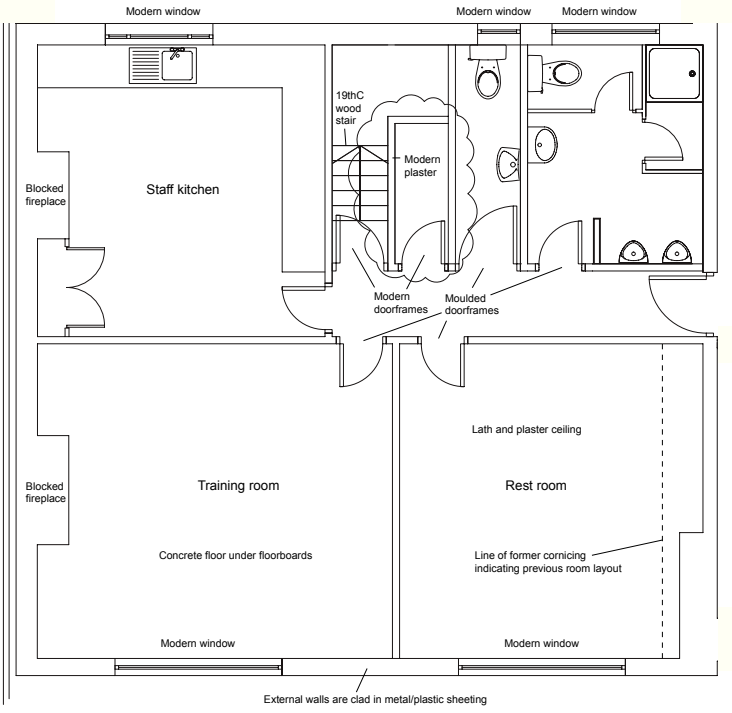 Modern window
Modern window
Modern window
19thC
wood
stair
Modern
plaster
Blocked
fireplace
Staff kitchen
Modern
doorframes
Moulded
doorframes
Lath and plaster ceiling
Blocked
fireplace
Training room
Rest room
Concrete floor under floorboards
Line of former cornicing
indicating previous room layout
Modern window
Modern window
External walls are clad in metal/plastic sheeting